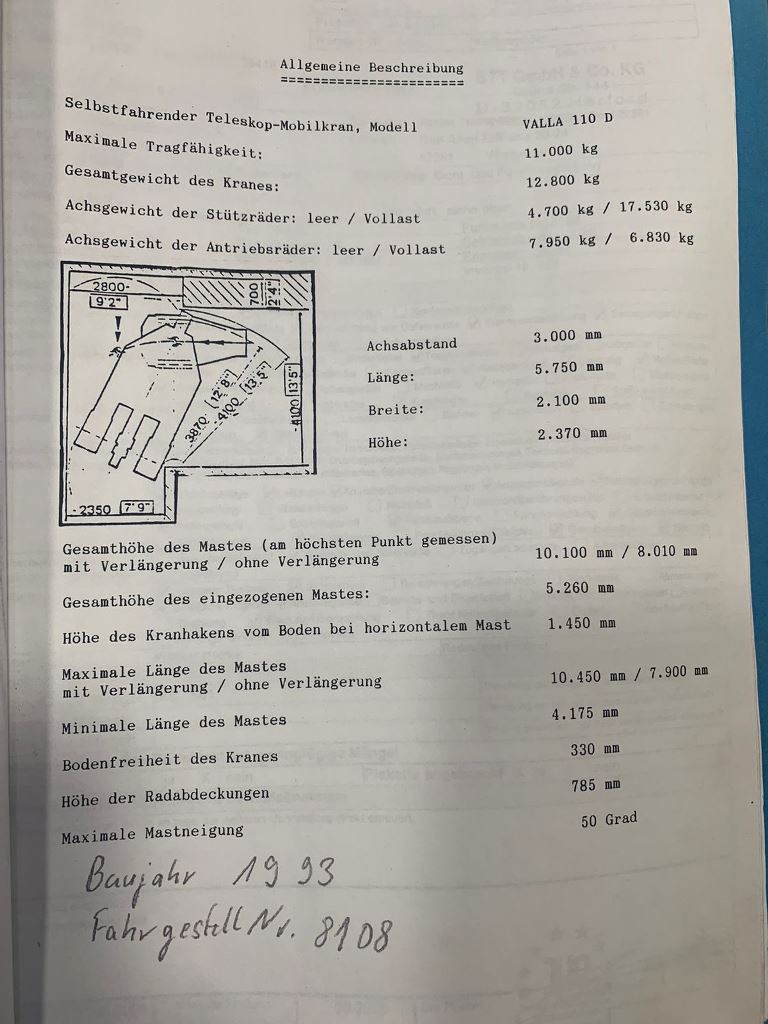 Allgemeine Beschreibung
=======================
Selbstfahrender Teleskop-Mobilkran, Modell VALLA 110 D
Maximale Tragfähigkeit: 11.000 kg
Gesamtgewicht des Kranes: 12.800 kg
Achsgewicht der Stützräder: leer / Vollast 4.700 kg / 17.530 kg
Achsgewicht der Antriebsräder: leer / Vollast 7.950 kg / 6.830 kg
2800
9'2"
700
2'4"
3870 (12'8")
4100 (13'5")
4100 13'5"
2350 7'9"
Achsabstand 3.000 mm
Länge: 5.750 mm
Breite: 2.100 mm
Höhe: 2.370 mm
Gesamthöhe des Mastes (am höchsten Punkt gemessen)
mit Verlängerung / ohne Verlängerung 10.100 mm / 8.010 mm
Gesamthöhe des eingezogenen Mastes: 5.260 mm
Höhe des Kranhakens vom Boden bei horizontalem Mast 1.450 mm
Maximale Länge des Mastes
mit Verlängerung / ohne Verlängerung 10.450 mm / 7.900 mm
Minimale Länge des Mastes 4.175 mm
Bodenfreiheit des Kranes 330 mm
Höhe der Radabdeckungen 785 mm
Maximale Mastneigung 50 Grad
Baujahr 1993
Fahrgestell Nr. 8108